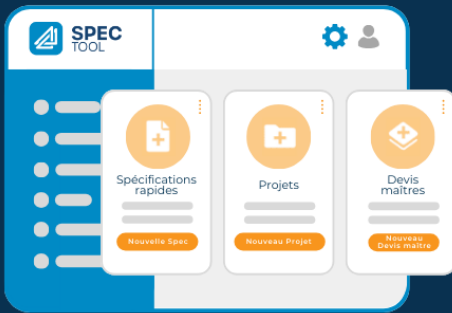 SPEC
TOOL
Spécifications
rapides
Nouvelle Spec
Projets
Nouveau Projet
Devis
maîtres
Nouveau
Devis maître